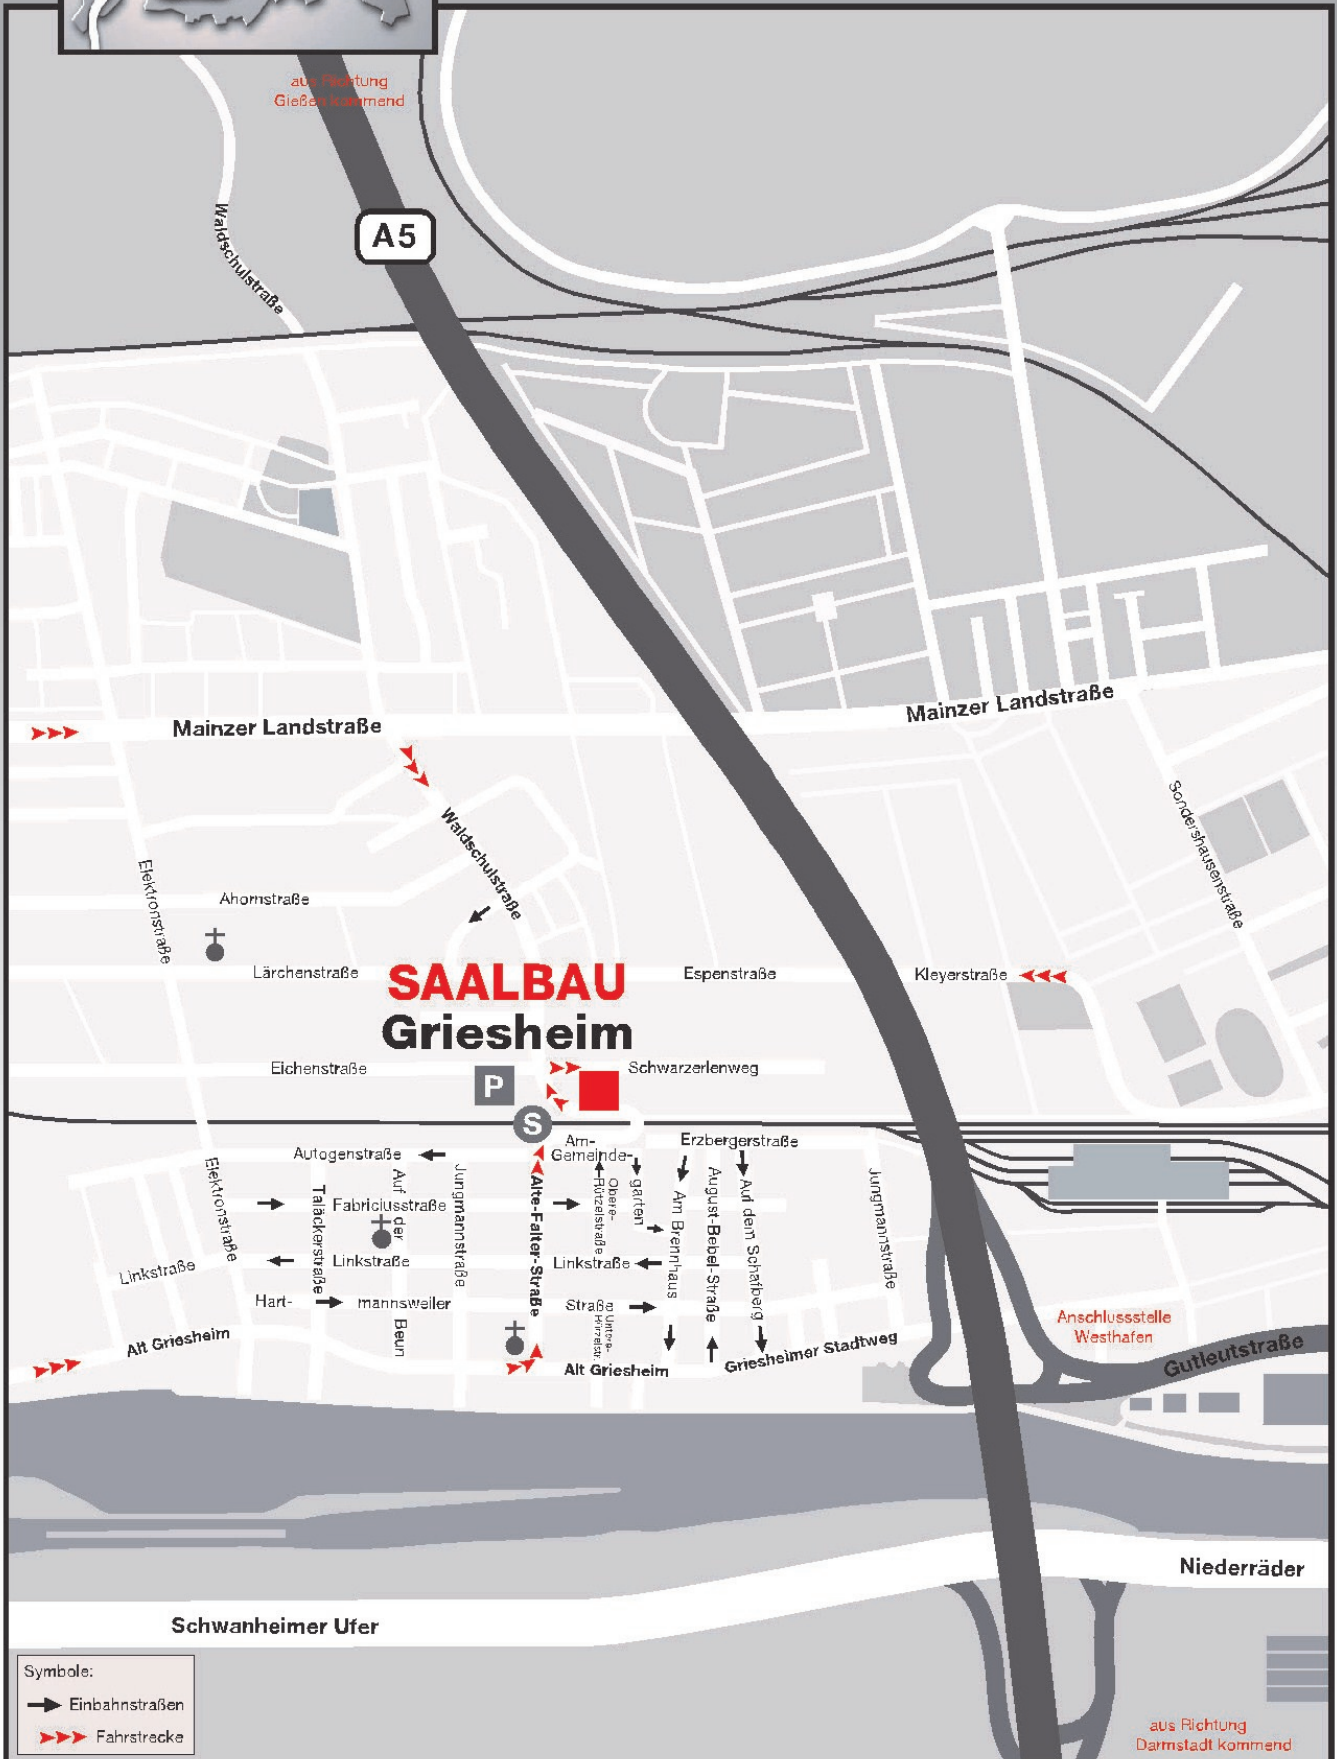 aus Richtung
Gießen kommend
Waldschulstraße
A5
Mainzer Landstraße
Mainzer Landstraße
Waldschulstraße
Sondershausenstraße
Elektronstraße
Ahornstraße
Lärchenstraße
SAALBAU
Griesheim
Espenstraße
Kleyerstraße
Eichenstraße
P
Schwarzerlenweg
S
Autogenstraße
Am-
Gemeinde-
garten
Erzbergerstraße
Elektronstraße
Taläckerstraße
Auf
der
Beun
Fabriciusstraße
Jungmannstraße
Alte-Falter-Straße
Obere-
Rützelstraße
Am Brennhaus
August-Bebel-Straße
Auf dem Schafberg
Jungmannstraße
Linkstraße
Linkstraße
Linkstraße
Hart-
mannsweiler
Straße
Untere-
Rützelstr.
Alt Griesheim
Alt Griesheim
Griesheimer Stadtweg
Anschlussstelle
Westhafen
Gutleutstraße
Niederräder
Schwanheimer Ufer
Symbole:
Einbahnstraßen
Fahrstrecke
aus Richtung
Darmstadt kommend